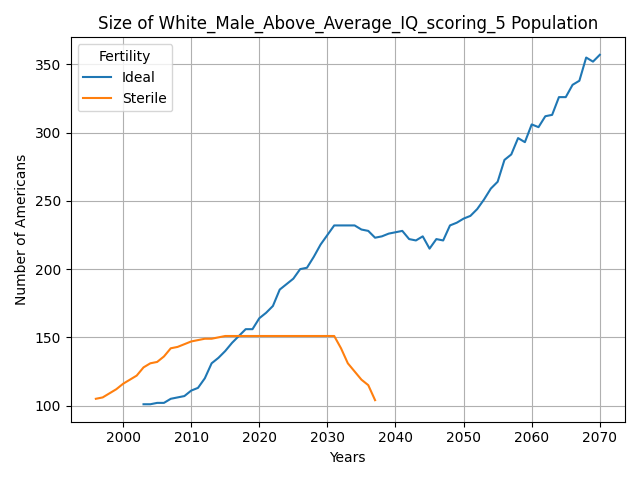 Size of White_Male_Above_Average_IQ_scoring_5 Population
Fertility
Ideal
Sterile
Number of Americans
350
300
250
200
150
100
2000 2010 2020 2030 2040 2050 2060 2070
Years